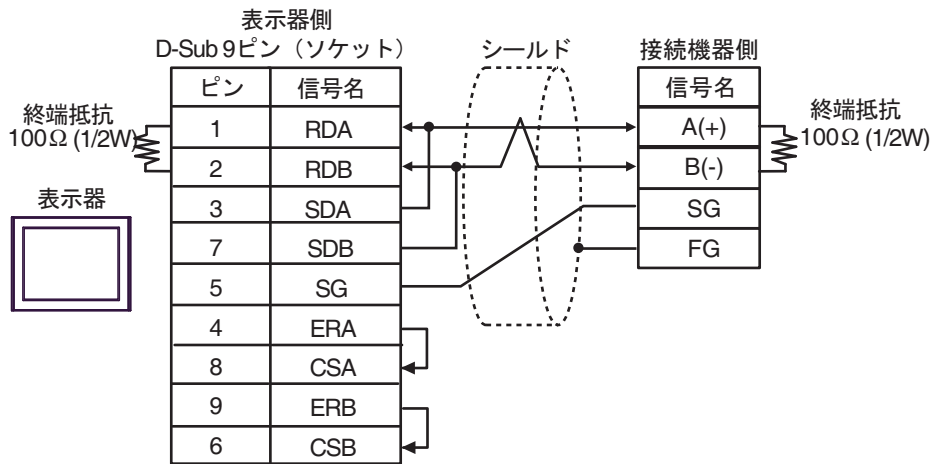 表示器側
D-Sub 9ピン（ソケット）
シールド
接続機器側
ピン 信号名
信号名
終端抵抗
100Ω (1/2W)
1 RDA
A(+)
終端抵抗
100Ω (1/2W)
2 RDB
B(-)
表示器
3 SDA
SG
7 SDB
FG
5 SG
4 ERA
8 CSA
9 ERB
6 CSB